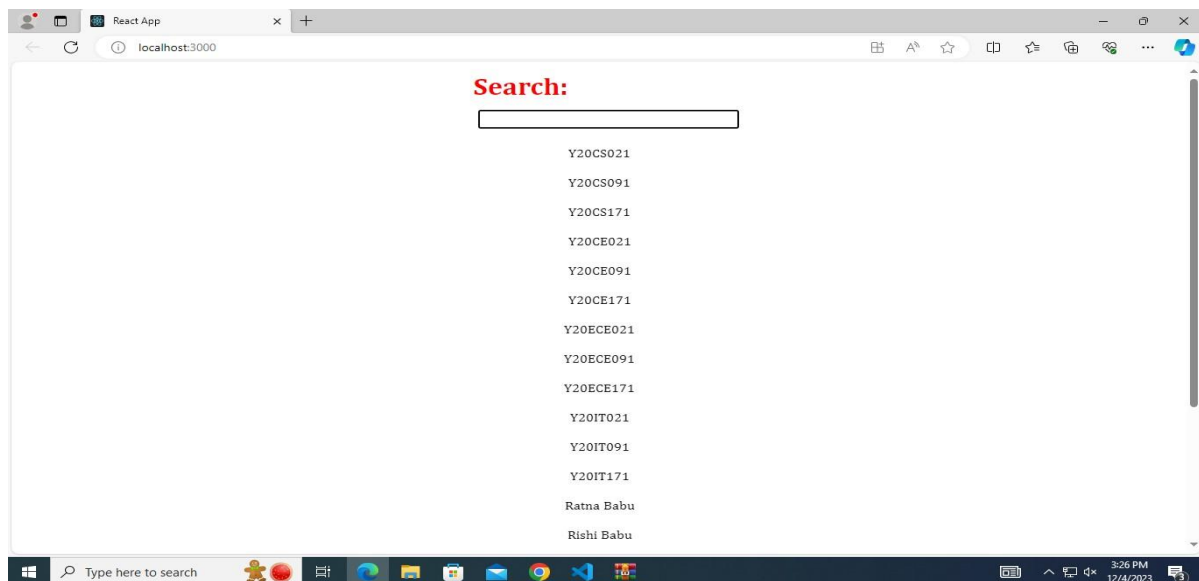 React App
localhost:3000
Search:
Y20CS021
Y20CS091
Y20CS171
Y20CE021
Y20CE091
Y20CE171
Y20ECE021
Y20ECE091
Y20ECE171
Y20IT021
Y20IT091
Y20IT171
Ratna Babu
Rishi Babu
Type here to search
3:26 PM
12/4/2023